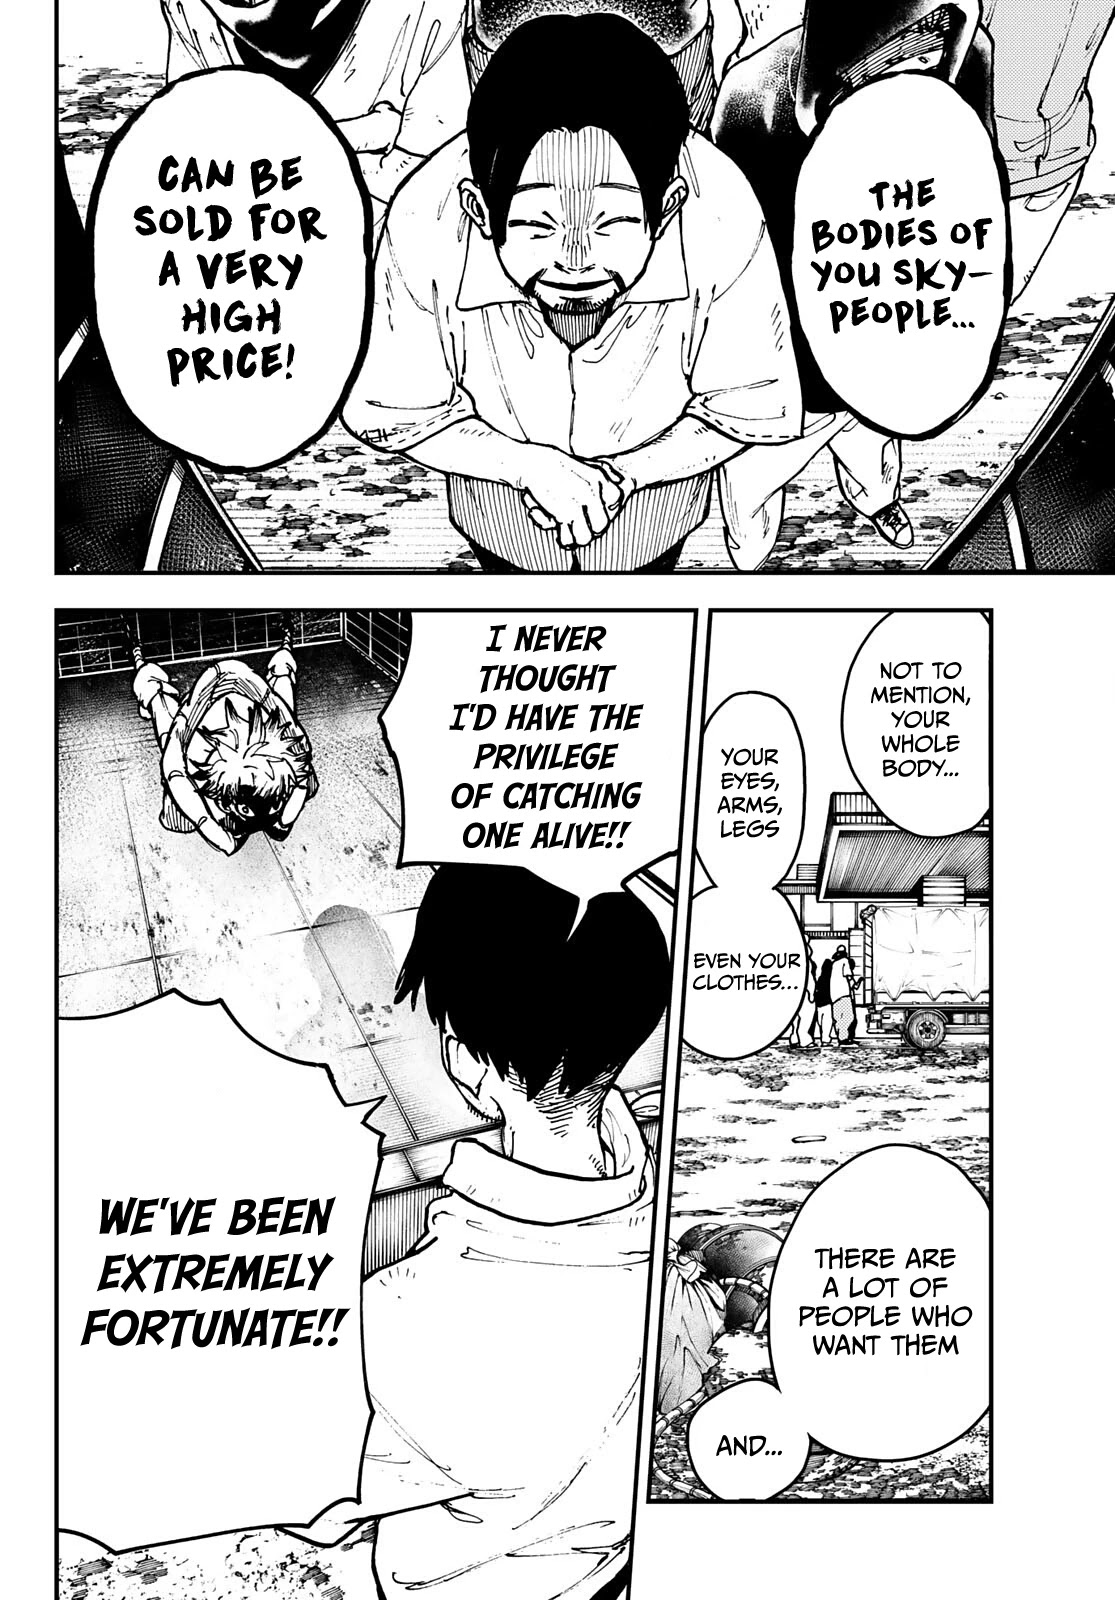 THE
BODIES OF
YOU SKY-
PEOPLE...
CAN BE
SOLD FOR
A VERY
HIGH
PRICE!
NOT TO
MENTION,
YOUR
WHOLE
BODY...
YOUR
EYES,
ARMS,
LEGS
EVEN YOUR
CLOTHES...
THERE ARE
A LOT OF
PEOPLE WHO
WANT THEM
AND...
I NEVER
THOUGHT
I'D HAVE THE
PRIVILEGE
OF CATCHING
ONE ALIVE!!
WE'VE BEEN
EXTREMELY
FORTUNATE!!